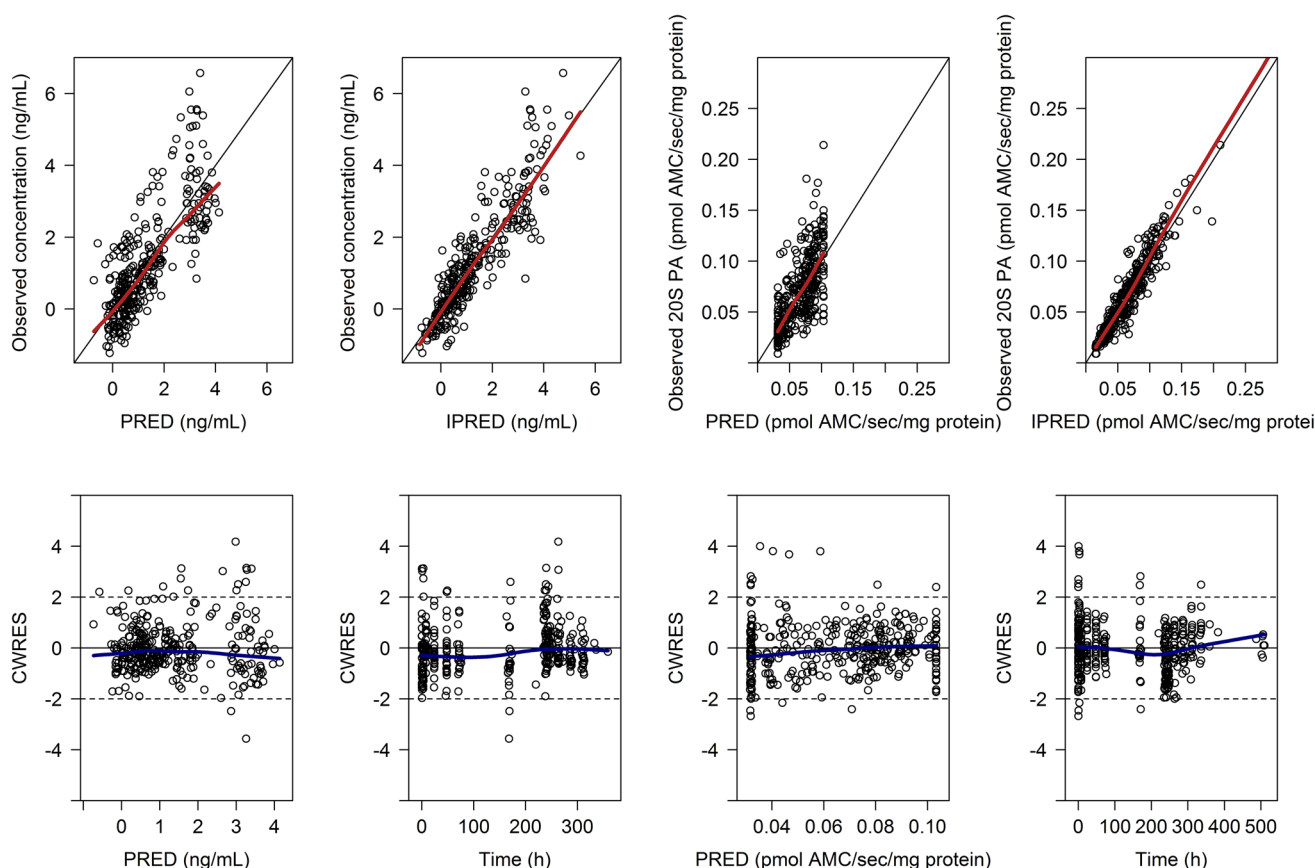 Observed concentration (ng/mL)
6
4
2
0
0 2 4 6
PRED (ng/mL)
Observed concentration (ng/mL)
6
4
2
0
0 2 4 6
IPRED (ng/mL)
Observed 20S PA (pmol AMC/sec/mg protein)
0.25
0.20
0.15
0.10
0.05
0.05 0.15 0.25
PRED (pmol AMC/sec/mg protein)
Observed 20S PA (pmol AMC/sec/mg protein)
0.25
0.20
0.15
0.10
0.05
0.05 0.15 0.25
IPRED (pmol AMC/sec/mg protei
CWRES
4
2
0
-2
-4
0 1 2 3 4
PRED (ng/mL)
CWRES
4
2
0
-2
-4
0 100 200 300
Time (h)
CWRES
4
2
0
-2
-4
0.04 0.06 0.08 0.10
PRED (pmol AMC/sec/mg protein)
CWRES
4
2
0
-2
-4
0 100 200 300 400 500
Time (h)